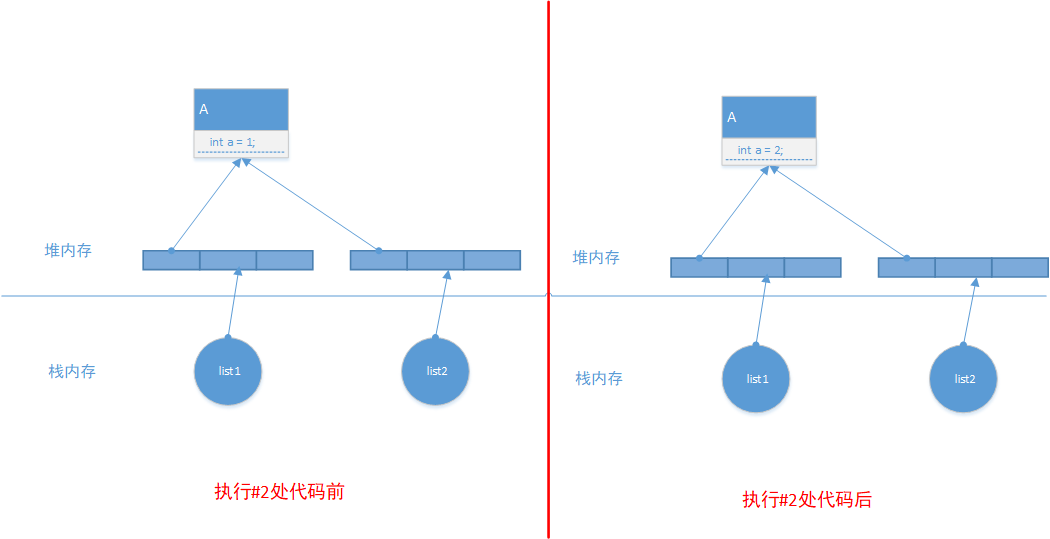 A
int a = 1;
堆内存
栈内存
list1
list2
执行#2处代码前
A
int a = 2;
堆内存
栈内存
list1
list2
执行#2处代码后